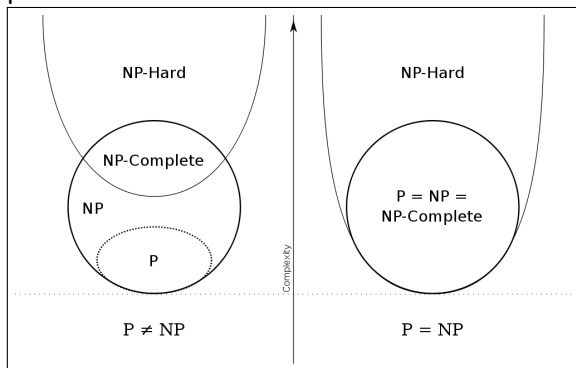 NP-Hard
NP-Complete
NP
P
P ≠ NP
Complexity
NP-Hard
P = NP =
NP-Complete
P = NP